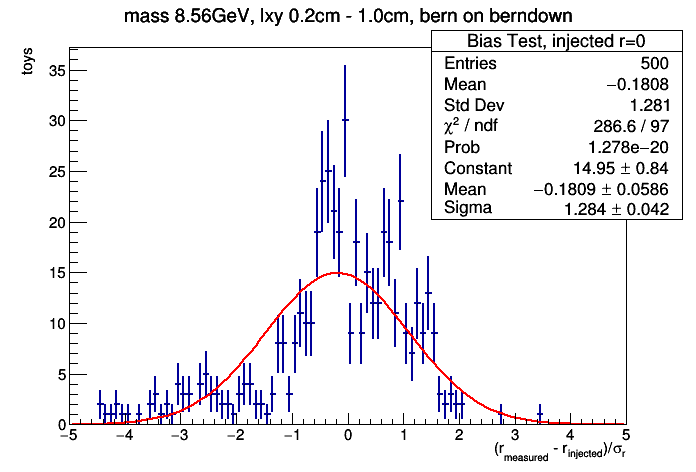 mass 8.56GeV, lxy 0.2cm - 1.0cm, bern on berndown
Bias Test, injected r=0
Entries 500
Mean −0.1808
Std Dev 1.281
χ² / ndf 286.6 / 97
Prob 1.278e−20
Constant 14.95 ± 0.84
Mean −0.1809 ± 0.0586
Sigma 1.284 ± 0.042
toys
35
30
25
20
15
10
5
0
−5 −4 −3 −2 −1 0 1 2 3 4 5
(r_measured - r_injected)/σ_r